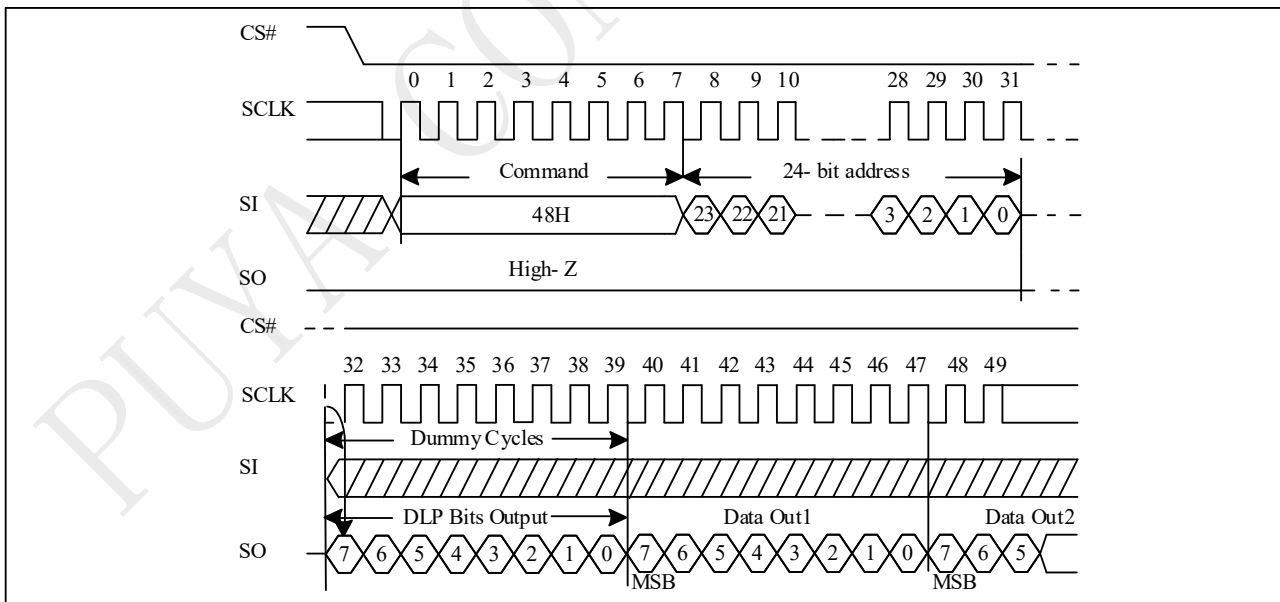 CS#
0 1 2 3 4 5 6 7 8 9 10 28 29 30 31
SCLK
Command 24- bit address
SI
48H 23 22 21 3 2 1 0
High- Z
SO
CS#
32 33 34 35 36 37 38 39 40 41 42 43 44 45 46 47 48 49
SCLK
Dummy Cycles
SI
DLP Bits Output Data Out1 Data Out2
SO 7 6 5 4 3 2 1 0 7 6 5 4 3 2 1 0 7 6 5
MSB MSB
PUYA